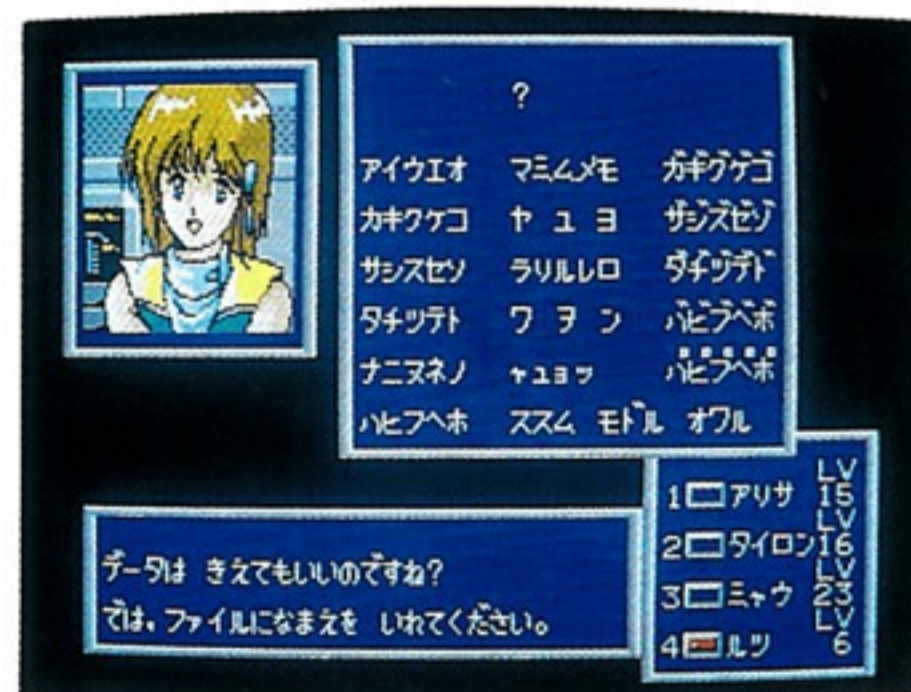 ?
アイウエオ マミムメモ ガギグゲゴ
カキクケコ ヤ ユ ヨ ザジズゼゾ
サシスセソ ラリルレロ ダヂヅデド
タチツテト ワ ヲ ン バビブベボ
ナニヌネノ ャュョッ パピプペポ
ハヒフヘホ ススム モドル オワル
データは きえてもいいのですね?
では、ファイルになまえを いれてください。
LV
1 アリサ 15
LV
2 タイロン16
LV
3 ミャウ 23
LV
4 ルツ 6